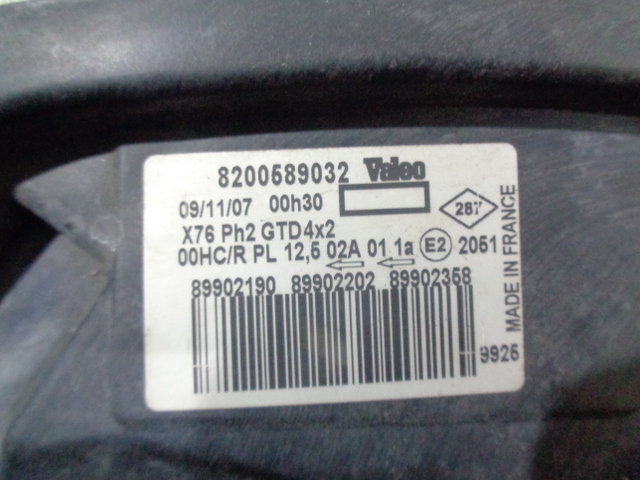 8200589032 Valeo
09/11/07 00h30
287
X76 Ph2 GTD4x2
00HC/R PL 12,5 02A 01 1a E2 2051
89902190 89902202 89902358
9925
MADE IN FRANCE